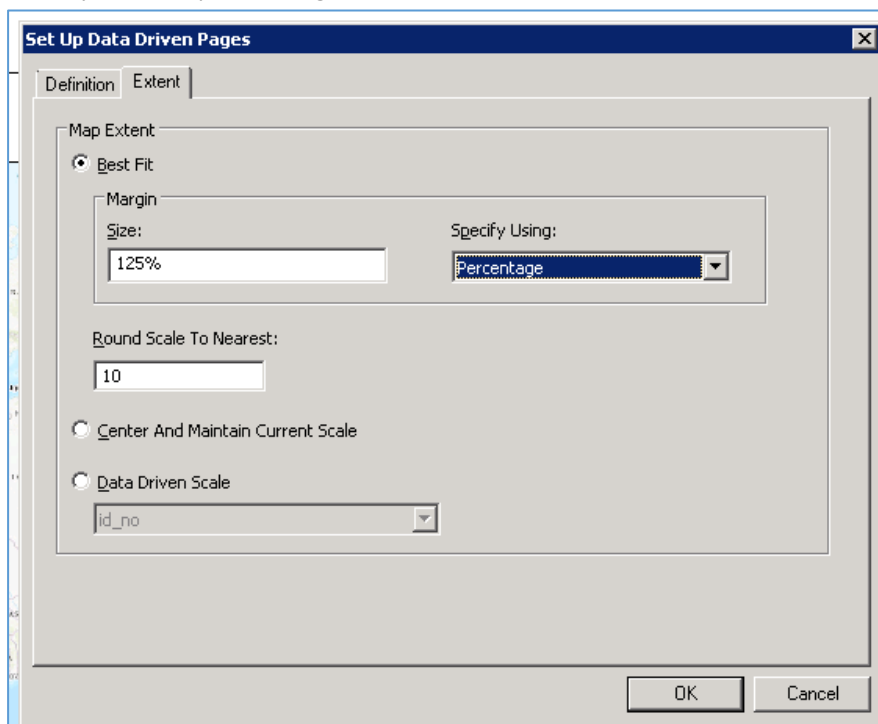 Set Up Data Driven Pages
Definition Extent
Map Extent
Best Fit
Margin
Size: Specify Using:
125% Percentage
Round Scale To Nearest:
10
Center And Maintain Current Scale
Data Driven Scale
id_no
OK Cancel